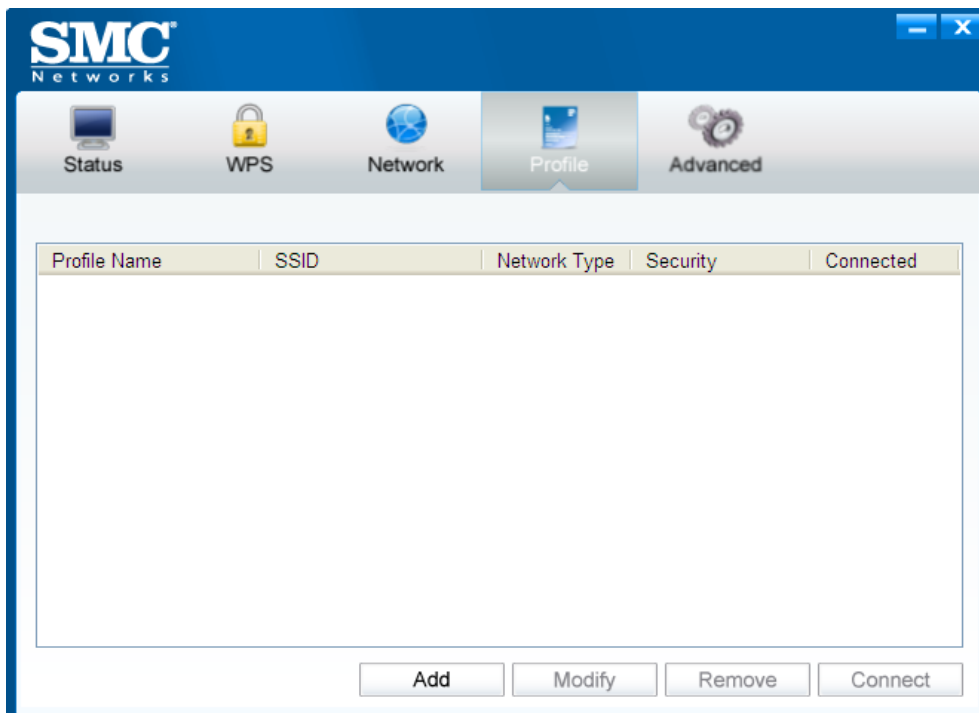 SMC®
Networks
Status WPS Network Profile Advanced
Profile Name SSID Network Type Security Connected
Add Modify Remove Connect